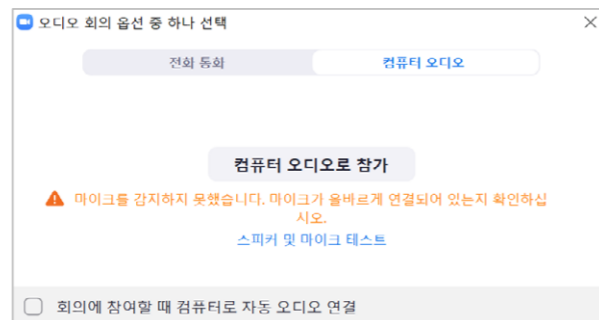 오디오 회의 옵션 중 하나 선택
전화 통화
컴퓨터 오디오
컴퓨터 오디오로 참가
마이크를 감지하지 못했습니다. 마이크가 올바르게 연결되어 있는지 확인하십
시오.
스피커 및 마이크 테스트
회의에 참여할 때 컴퓨터로 자동 오디오 연결